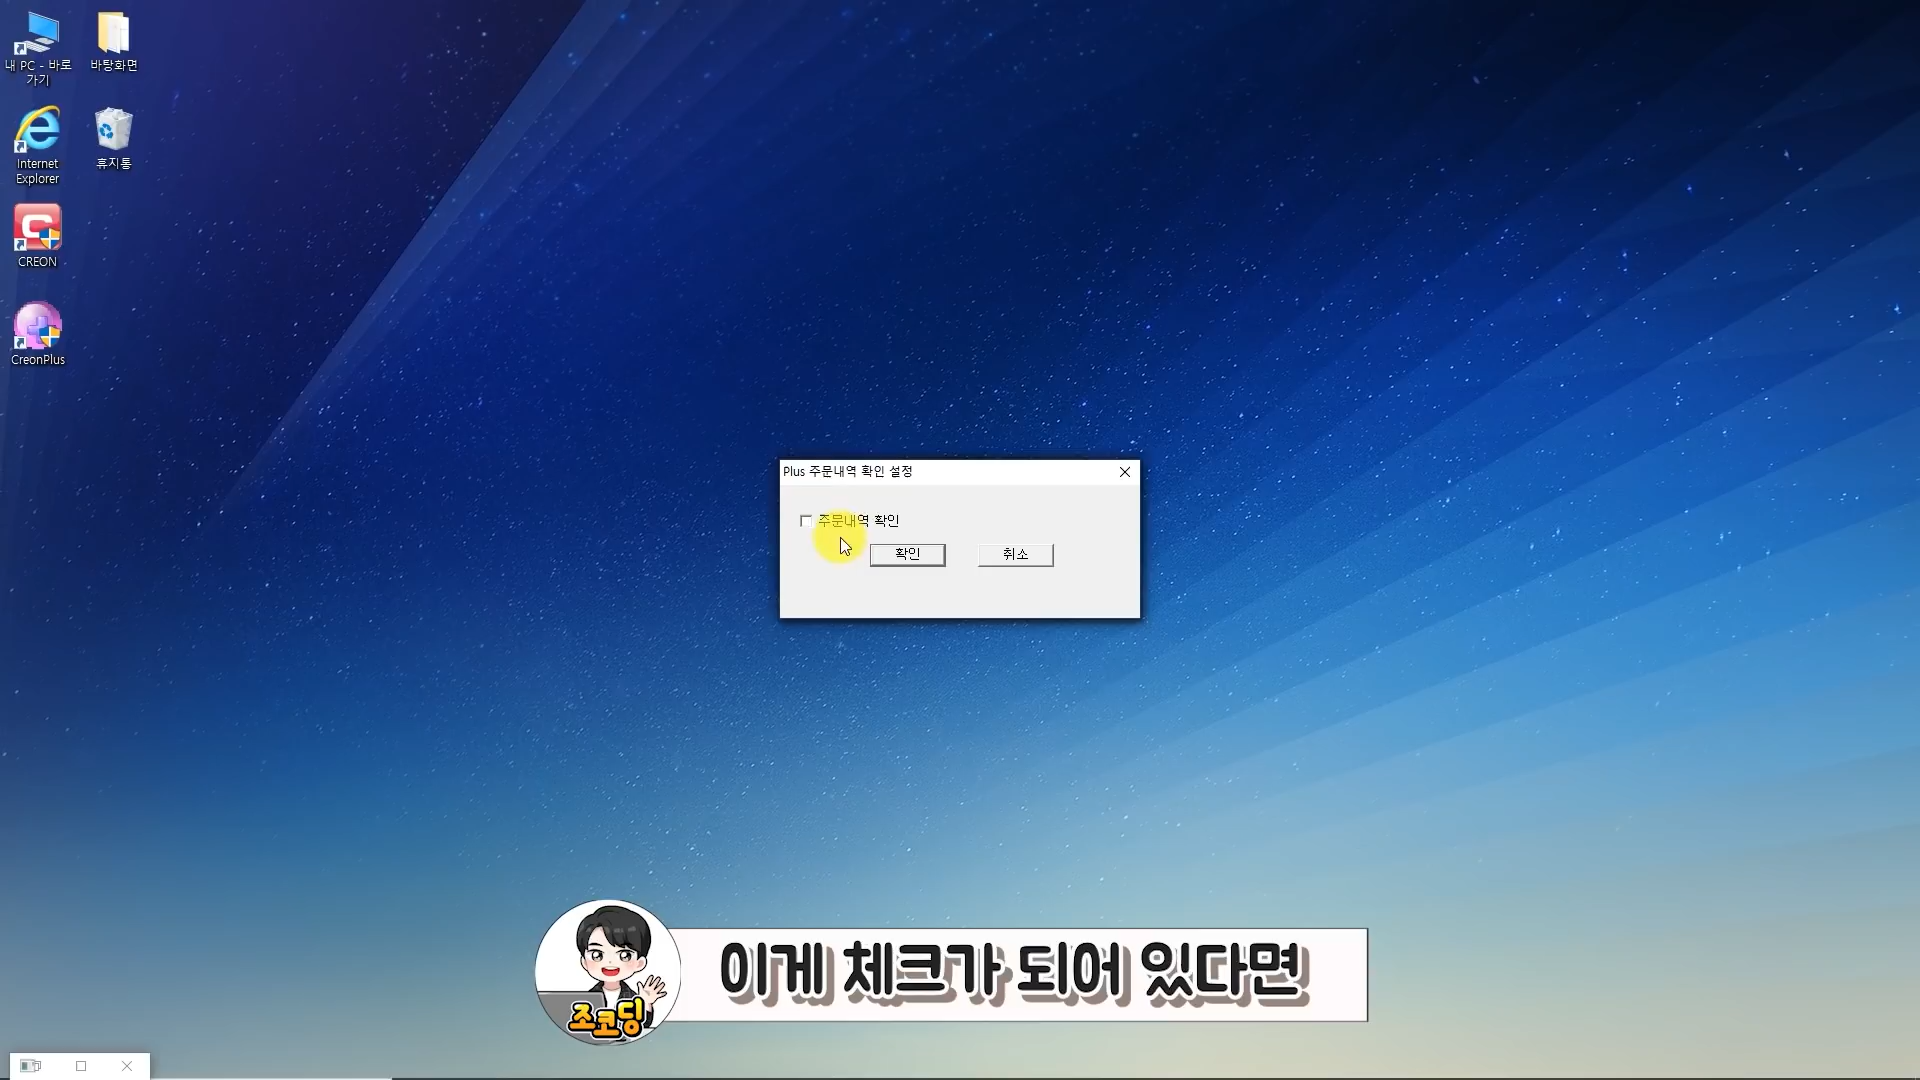 내 PC - 바로
가기
바탕화면
Internet
Explorer
휴지통
CREON
CreonPlus
Plus 주문내역 확인 설정
주문내역 확인
확인
취소
이게 체크가 되어 있다면
조코딩